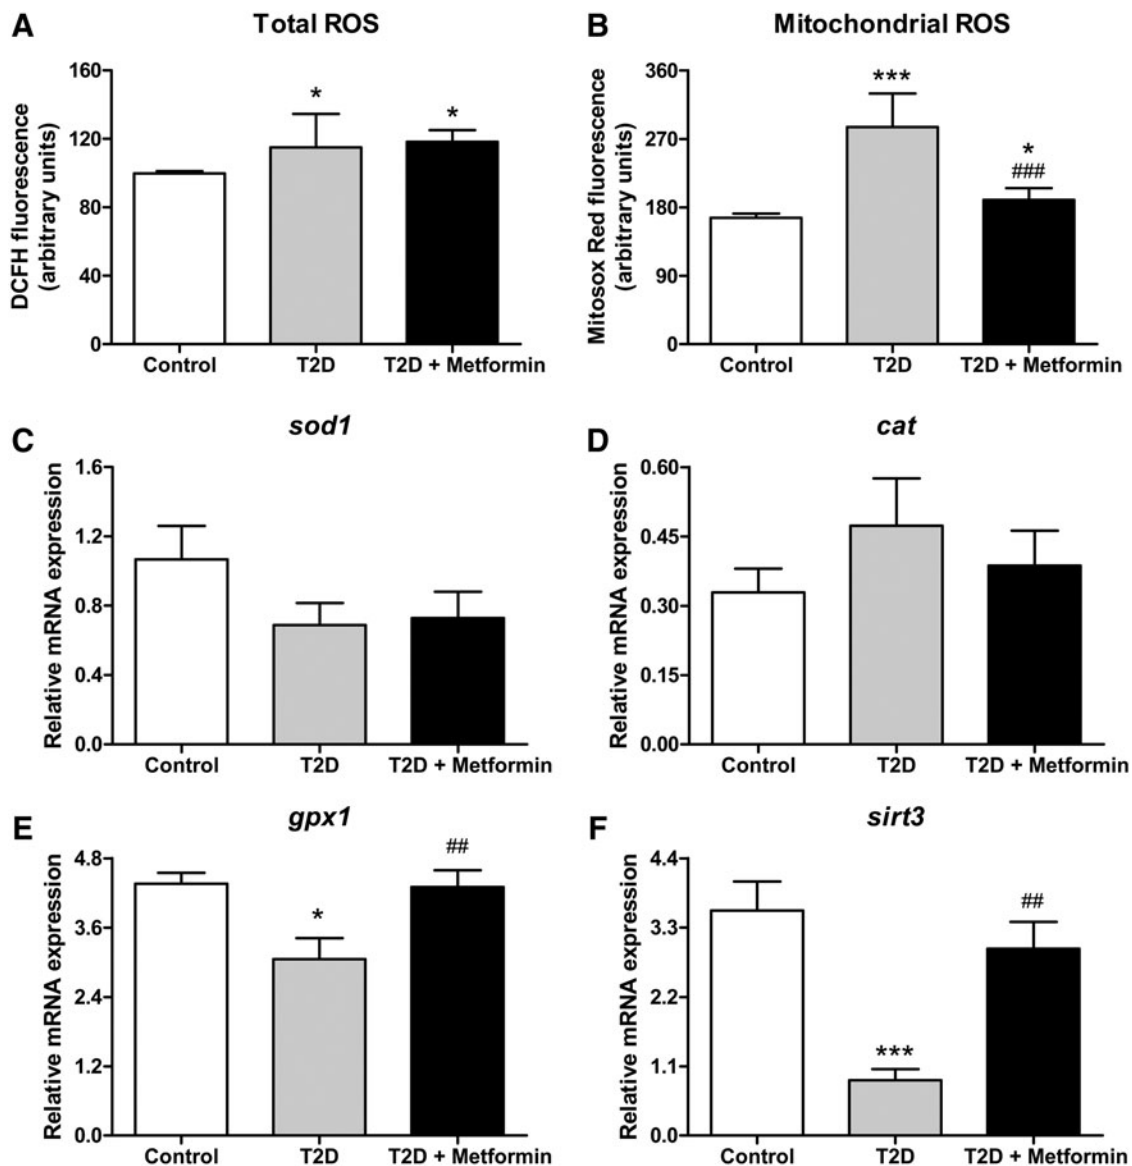 A
Total ROS
DCFH fluorescence
(arbitrary units)
160
120
80
40
0
*
*
Control
T2D
T2D + Metformin
B
Mitochondrial ROS
Mitosox Red fluorescence
(arbitrary units)
360
270
180
90
0
***
*
###
Control
T2D
T2D + Metformin
C
sod1
Relative mRNA expression
1.6
1.2
0.8
0.4
0.0
Control
T2D
T2D + Metformin
D
cat
Relative mRNA expression
0.60
0.45
0.30
0.15
0.00
Control
T2D
T2D + Metformin
E
gpx1
Relative mRNA expression
4.8
3.6
2.4
1.2
0.0
*
##
Control
T2D
T2D + Metformin
F
sirt3
Relative mRNA expression
4.4
3.3
2.2
1.1
0.0
***
##
Control
T2D
T2D + Metformin